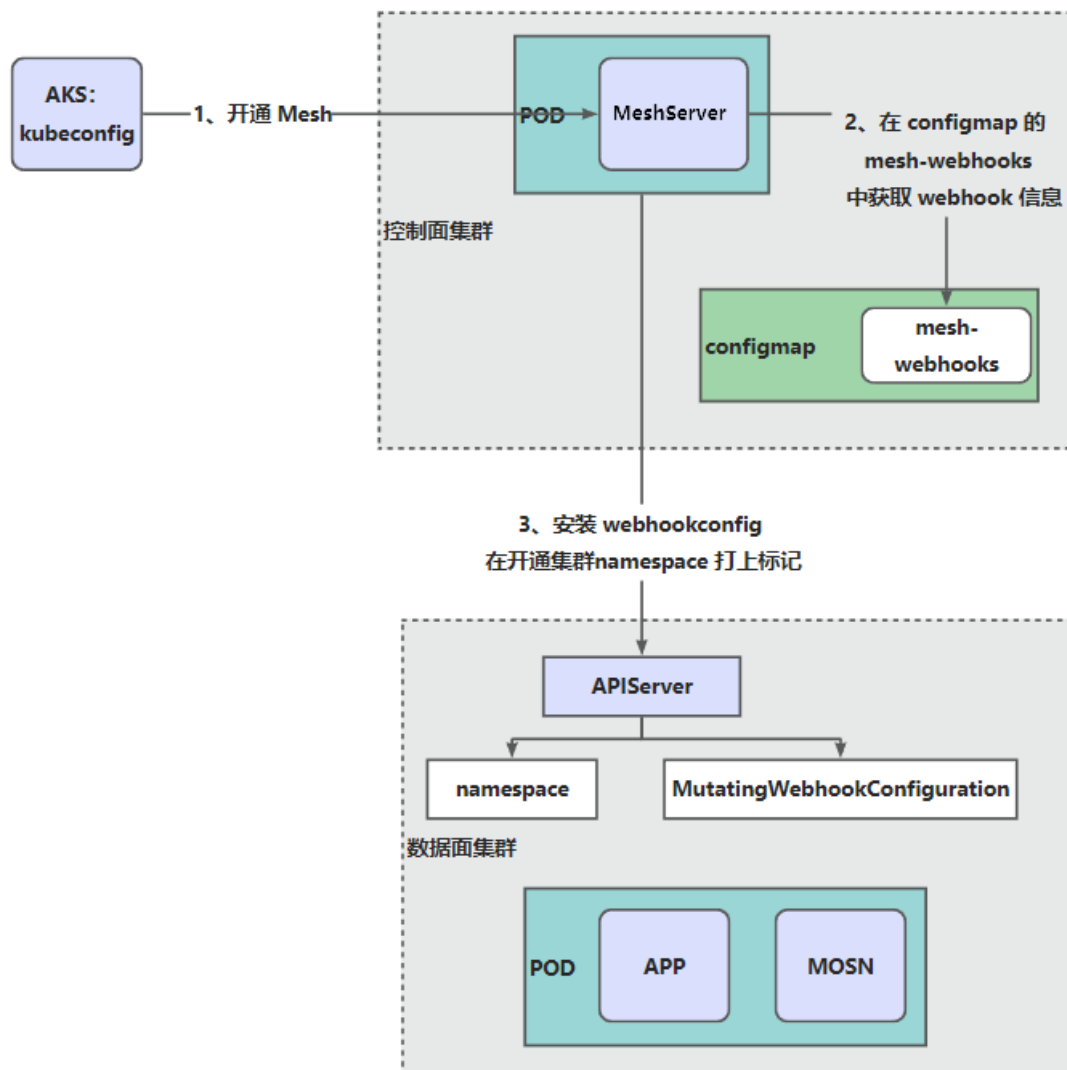 AKS：
kubeconfig
1、开通 Mesh
POD
MeshServer
2、在 configmap 的
mesh-webhooks
中获取 webhook 信息
控制面集群
configmap
mesh-
webhooks
3、安装 webhookconfig
在开通集群namespace 打上标记
APIServer
namespace
MutatingWebhookConfiguration
数据面集群
POD
APP
MOSN